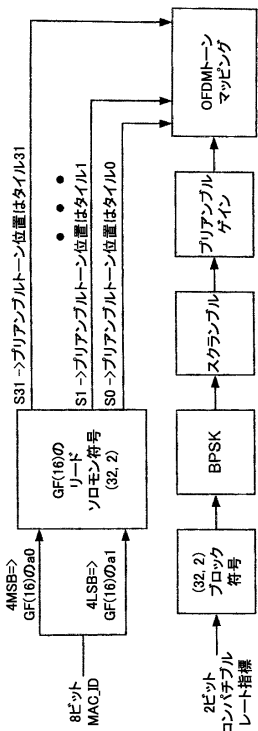 8ビット
MAC_ID
4MSB=>
GF(16)のa0
4LSB=>
GF(16)のa1
GF(16)の
リード
ソロモン符号
(32, 2)
S31 ->プリアンブルトーン位置はタイル31
S1 ->プリアンブルトーン位置はタイル1
S0 ->プリアンブルトーン位置はタイル0
2ビット
コンパチブル
レート指標
(32, 2)
ブロック
符号
BPSK
スクランブル
プリアンブル
ゲイン
OFDMトーン
マッピング